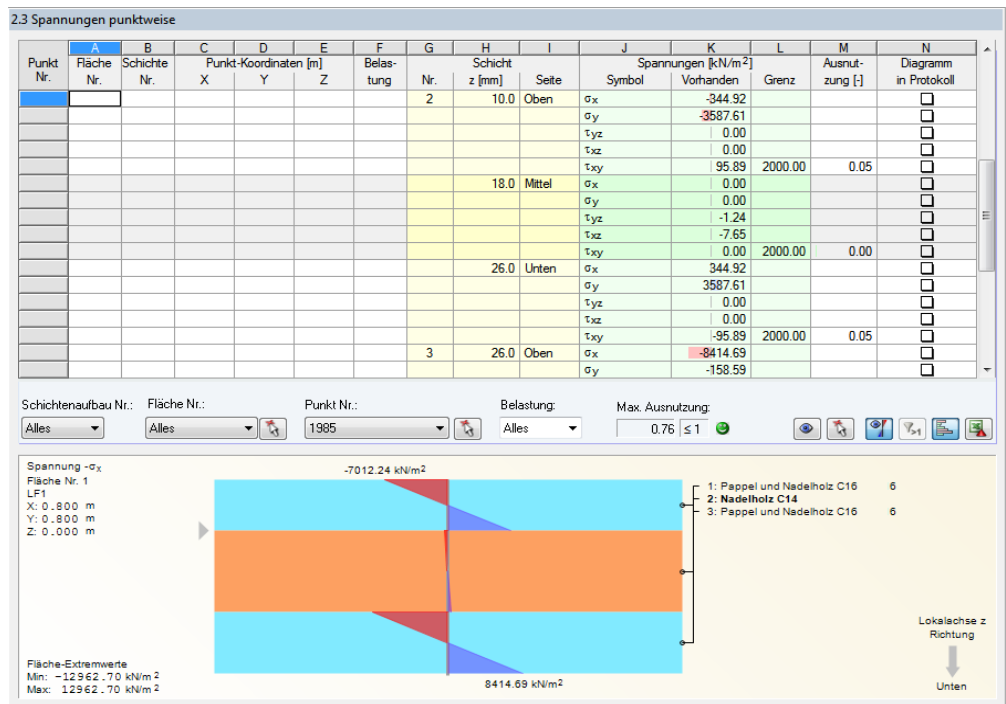 2.3 Spannungen punktweise
A B C D E F G H I J K L M N
Punkt Fläche Schichte Punkt-Koordinaten [m] Belas- Schicht Spannungen [kN/m²] Ausnut- Diagramm
Nr. Nr. Nr. X Y Z tung Nr. z [mm] Seite Symbol Vorhanden Grenz zung [-] in Protokoll
2 10.0 Oben σx -344.92
σy -3587.61
τyz 0.00
τxz 0.00
τxy 95.89 2000.00 0.05
18.0 Mittel σx 0.00
σy 0.00
τyz -1.24
τxz -7.65
τxy 0.00 2000.00 0.00
26.0 Unten σx 344.92
σy 3587.61
τyz 0.00
τxz 0.00
τxy -95.89 2000.00 0.05
3 26.0 Oben σx -8414.69
σy -158.59
Schichtenaufbau Nr.: Fläche Nr.: Punkt Nr.: Belastung: Max. Ausnutzung:
Alles Alles 1985 Alles 0.76 ≤ 1
>1
Spannung -σx
Fläche Nr. 1
LF1
X: 0.800 m
Y: 0.800 m
Z: 0.000 m
-7012.24 kN/m²
1: Pappel und Nadelholz C16 6
2: Nadelholz C14
3: Pappel und Nadelholz C16 6
Lokalachse z
Richtung
Unten
8414.69 kN/m²
Fläche-Extremwerte
Min: -12962.70 kN/m²
Max: 12962.70 kN/m²